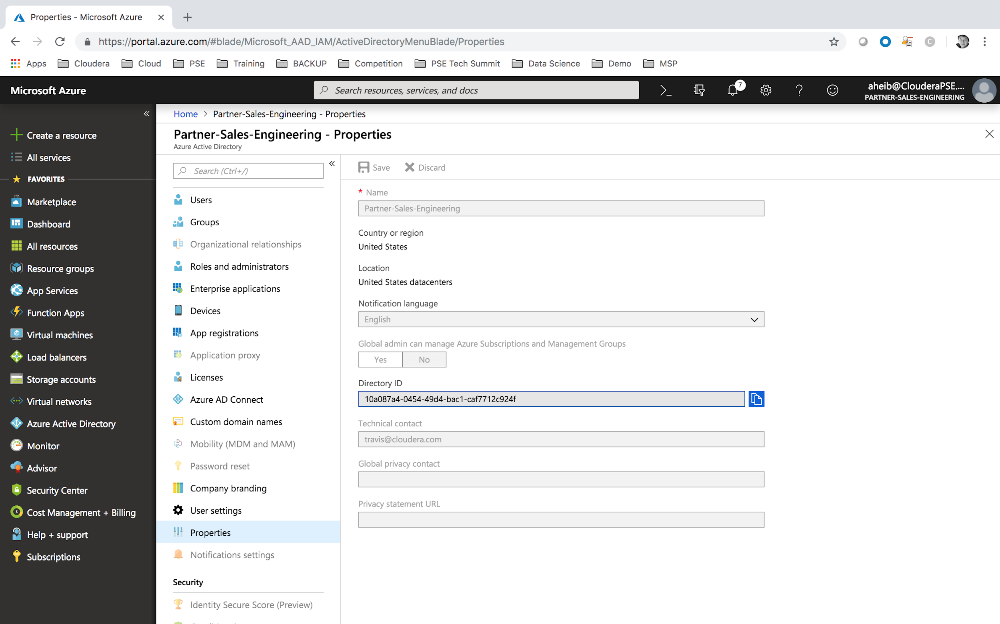 Properties - Microsoft Azure
https://portal.azure.com/#blade/Microsoft_AAD_IAM/ActiveDirectoryMenuBlade/Properties
C
Apps
Cloudera
Cloud
PSE
Training
BACKUP
Competition
PSE Tech Summit
Data Science
Demo
MSP
Microsoft Azure
Search resources, services, and docs
7
aheib@ClouderaPSE....
PARTNER-SALES-ENGINEERING
Create a resource
All services
FAVORITES
Marketplace
Dashboard
All resources
Resource groups
App Services
Function Apps
Virtual machines
Load balancers
Storage accounts
Virtual networks
Azure Active Directory
Monitor
Advisor
Security Center
Cost Management + Billing
Help + support
Subscriptions
Home > Partner-Sales-Engineering - Properties
Partner-Sales-Engineering - Properties
Azure Active Directory
Search (Ctrl+/)
Users
Groups
Organizational relationships
Roles and administrators
Enterprise applications
Devices
App registrations
Application proxy
Licenses
Azure AD Connect
Custom domain names
Mobility (MDM and MAM)
Password reset
Company branding
User settings
Properties
Notifications settings
Security
Identity Secure Score (Preview)
Save
Discard
* Name
Partner-Sales-Engineering
Country or region
United States
Location
United States datacenters
Notification language
English
Global admin can manage Azure Subscriptions and Management Groups
Yes
No
Directory ID
10a087a4-0454-49d4-bac1-caf7712c924f
Technical contact
travis@cloudera.com
Global privacy contact
Privacy statement URL